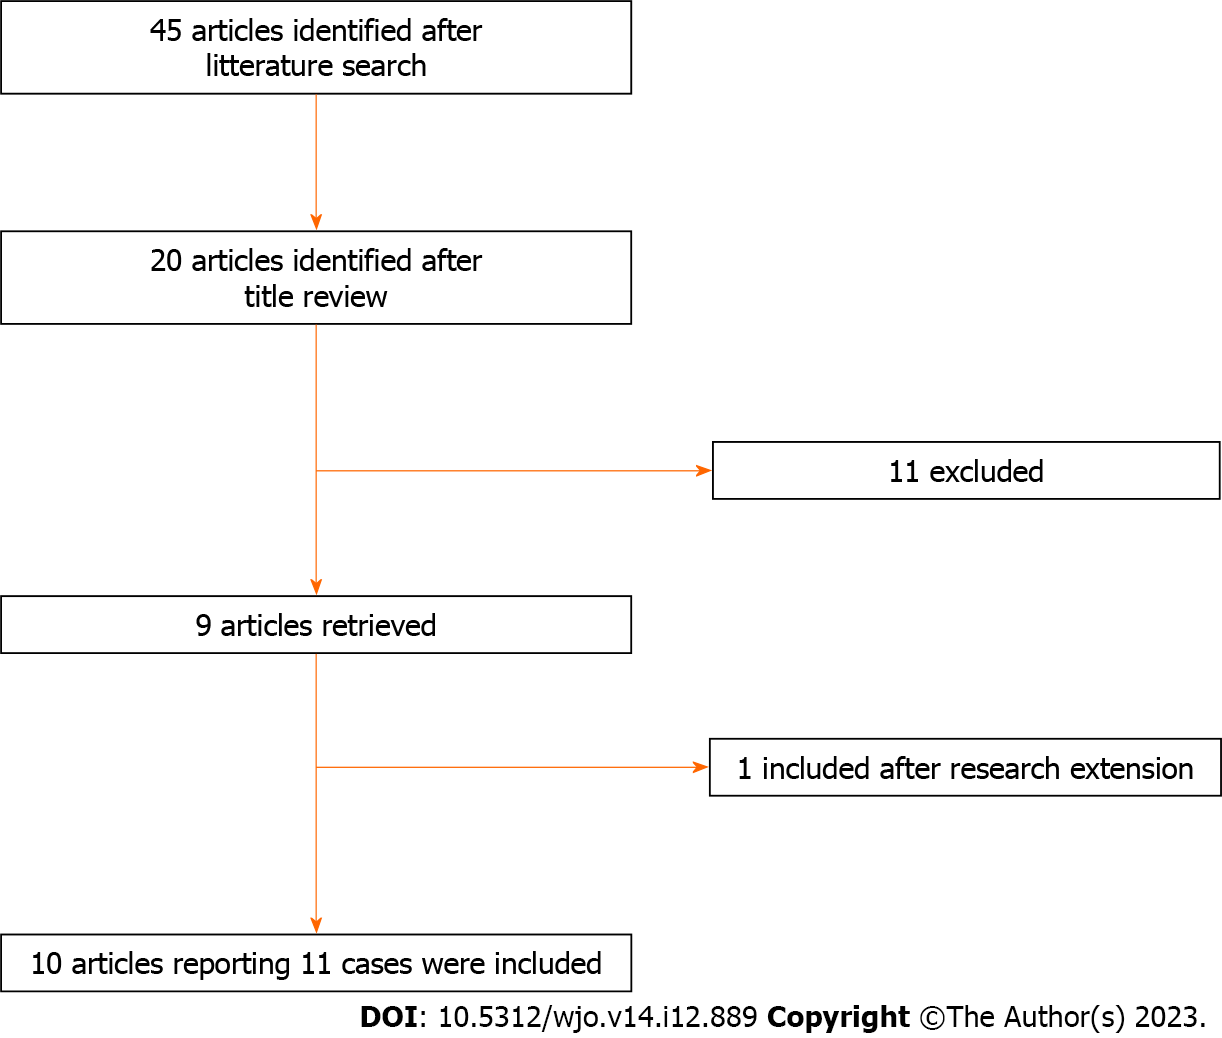 45 articles identified after
litterature search
20 articles identified after
title review
11 excluded
9 articles retrieved
1 included after research extension
10 articles reporting 11 cases were included
DOI: 10.5312/wjo.v14.i12.889 Copyright ©The Author(s) 2023.